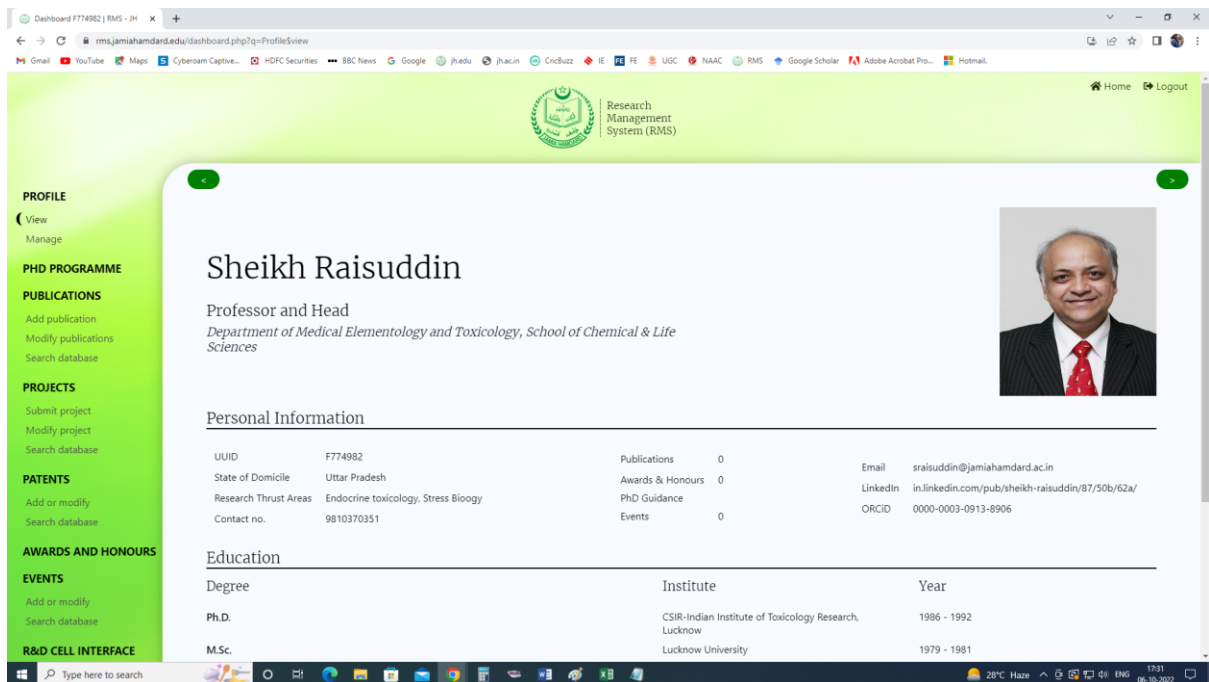 Dashboard F774982 | RMS - JH
rms.jamiahamdard.edu/dashboard.php?q=Profile$view
Gmail YouTube Maps Cyberoam Captive... HDFC Securities BBC News Google jh.edu jh.ac.in CricBuzz IE FE FE UGC NAAC RMS Google Scholar Adobe Acrobat Pro... Hotmail.
Home Logout
Research
Management
System (RMS)
< >
PROFILE
View
Manage
PHD PROGRAMME
PUBLICATIONS
Add publication
Modify publications
Search database
PROJECTS
Submit project
Modify project
Search database
PATENTS
Add or modify
Search database
AWARDS AND HONOURS
EVENTS
Add or modify
Search database
R&D CELL INTERFACE
Sheikh Raisuddin
Professor and Head
Department of Medical Elementology and Toxicology, School of Chemical & Life
Sciences
Personal Information
UUID F774982
State of Domicile Uttar Pradesh
Research Thrust Areas Endocrine toxicology, Stress Bioogy
Contact no. 9810370351
Publications 0
Awards & Honours 0
PhD Guidance
Events 0
Email sraisuddin@jamiahamdard.ac.in
LinkedIn in.linkedin.com/pub/sheikh-raisuddin/87/50b/62a/
ORCiD 0000-0003-0913-8906
Education
Degree Institute Year
Ph.D. CSIR-Indian Institute of Toxicology Research, 1986 - 1992
Lucknow
M.Sc. Lucknow University 1979 - 1981
Type here to search
28°C Haze ENG 17:31
06-10-2022